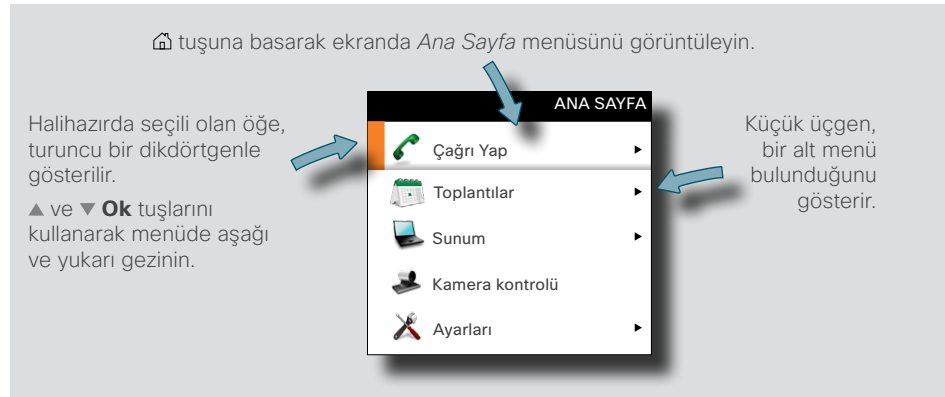 tuşuna basarak ekranda Ana Sayfa menüsünü görüntüleyin.
Halihazırda seçili olan öğe,
turuncu bir dikdörtgenle
gösterilir.
▲ ve ▼ Ok tuşlarını
kullanarak menüde aşağı
ve yukarı gezinin.
ANA SAYFA
Çağrı Yap
Toplantılar
Sunum
Kamera kontrolü
Ayarları
Küçük üçgen,
bir alt menü
bulunduğunu
gösterir.